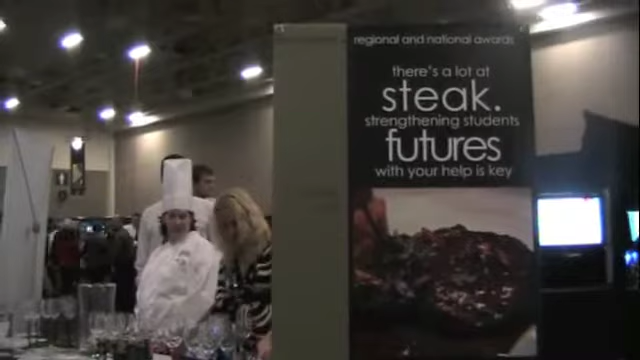 regional and national awards
there's a lot at
steak.
strengthening students
futures
with your help is key